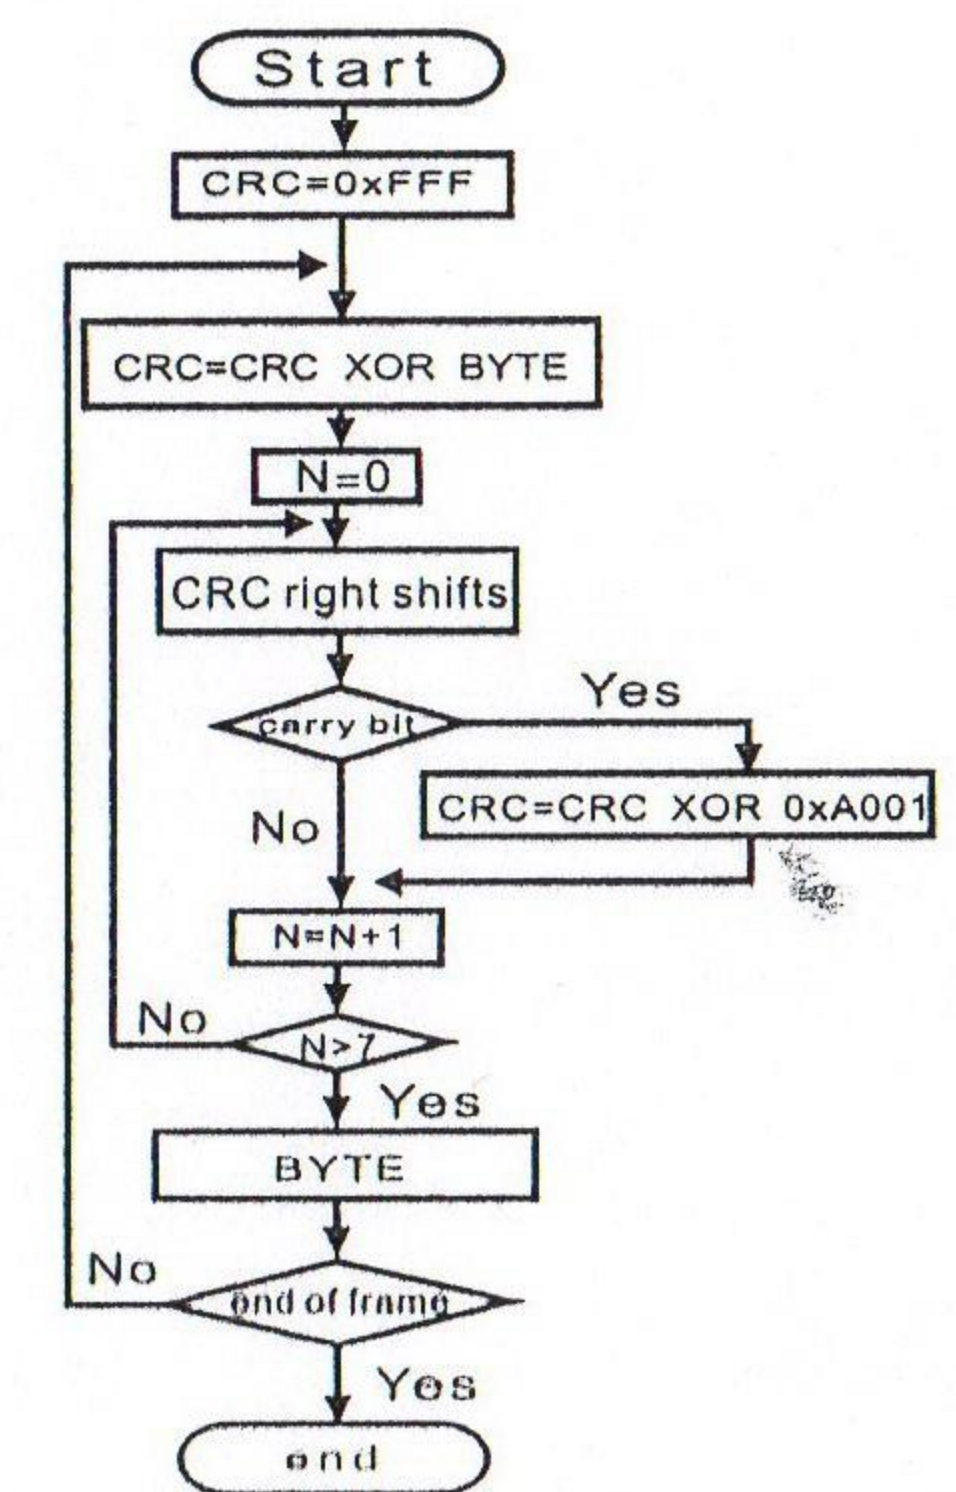 Start
CRC=0xFFF
CRC=CRC XOR BYTE
N=0
CRC right shifts
carry bit
Yes
CRC=CRC XOR 0xA001
No
N=N+1
No
N>7
Yes
BYTE
No
end of frame
Yes
end